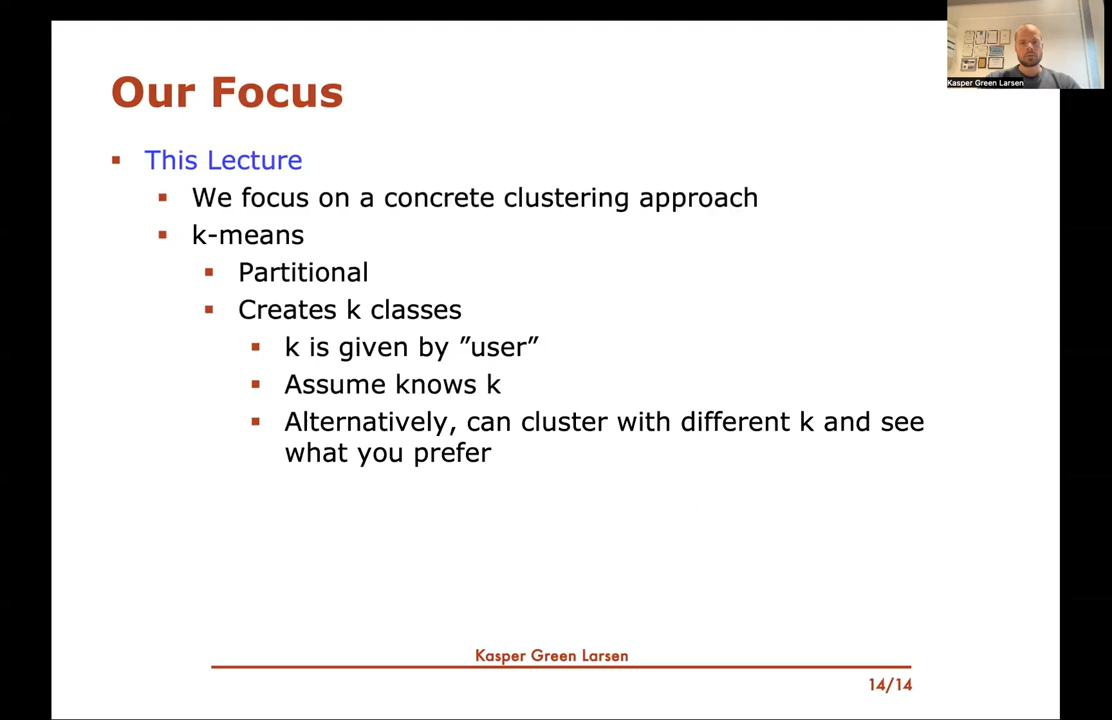 Our Focus
This Lecture
We focus on a concrete clustering approach
k-means
Partitional
Creates k classes
k is given by ”user”
Assume knows k
Alternatively, can cluster with different k and see
what you prefer
Kasper Green Larsen
14/14
Kasper Green Larsen